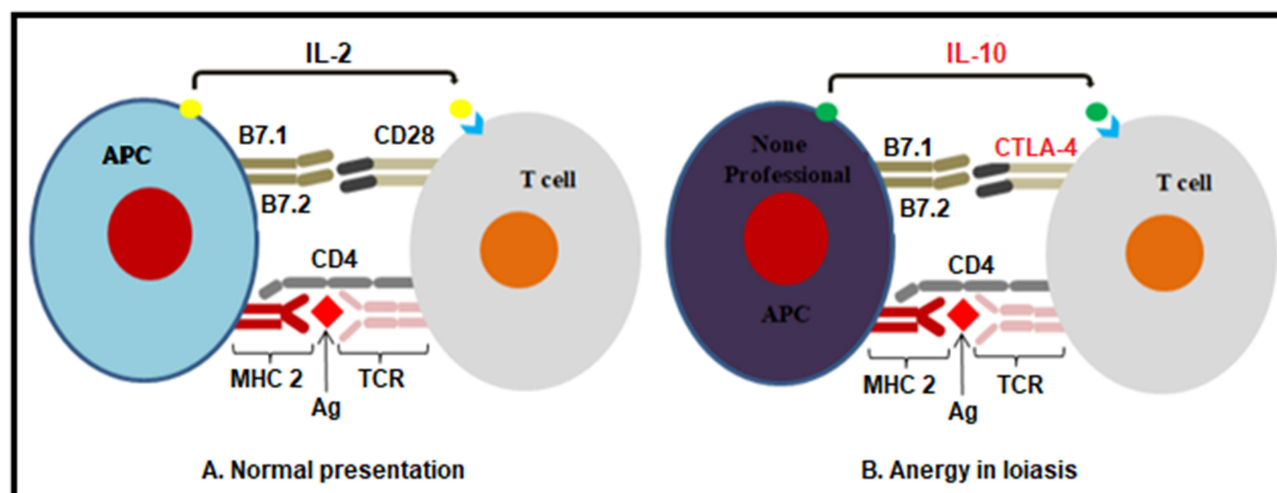 IL-2
B7.1
CD28
APC
T cell
B7.2
CD4
MHC 2
TCR
Ag
A. Normal presentation
IL-10
None
Professional
B7.1
CTLA-4
T cell
B7.2
CD4
APC
MHC 2
TCR
Ag
B. Anergy in loiasis